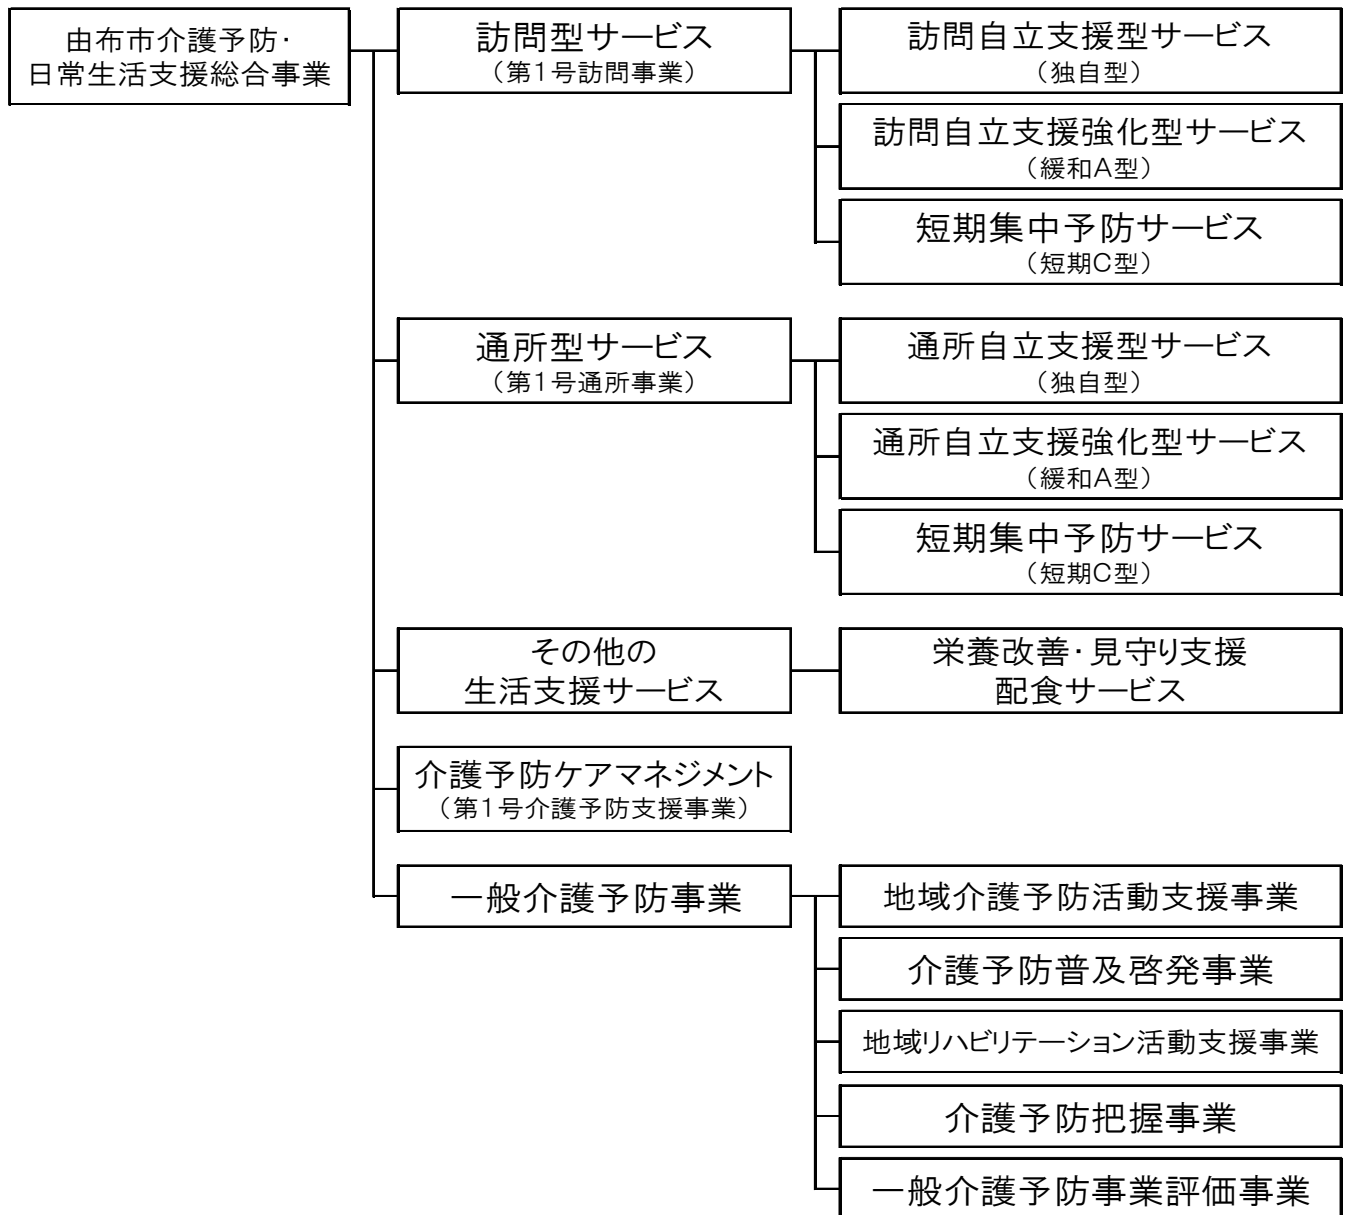 由布市介護予防・
日常生活支援総合事業
訪問型サービス
（第1号訪問事業）
訪問自立支援型サービス
（独自型）
訪問自立支援強化型サービス
（緩和A型）
短期集中予防サービス
（短期C型）
通所型サービス
（第1号通所事業）
通所自立支援型サービス
（独自型）
通所自立支援強化型サービス
（緩和A型）
短期集中予防サービス
（短期C型）
その他の
生活支援サービス
栄養改善・見守り支援
配食サービス
介護予防ケアマネジメント
（第1号介護予防支援事業）
一般介護予防事業
地域介護予防活動支援事業
介護予防普及啓発事業
地域リハビリテーション活動支援事業
介護予防把握事業
一般介護予防事業評価事業